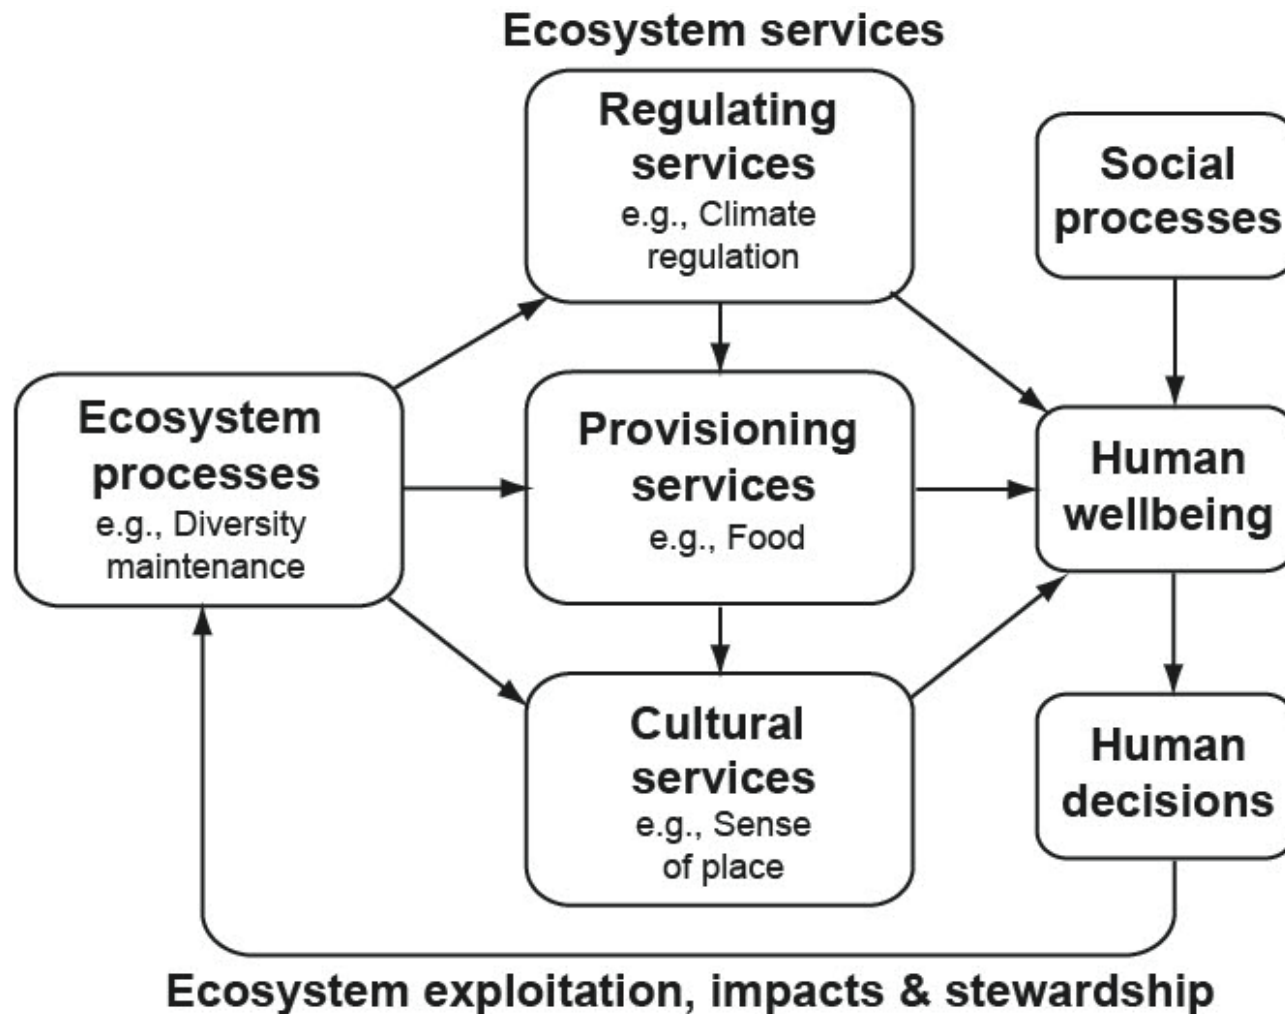 Ecosystem services
Regulating
services
e.g., Climate
regulation
Social
processes
Ecosystem
processes
e.g., Diversity
maintenance
Provisioning
services
e.g., Food
Human
wellbeing
Cultural
services
e.g., Sense
of place
Human
decisions
Ecosystem exploitation, impacts & stewardship